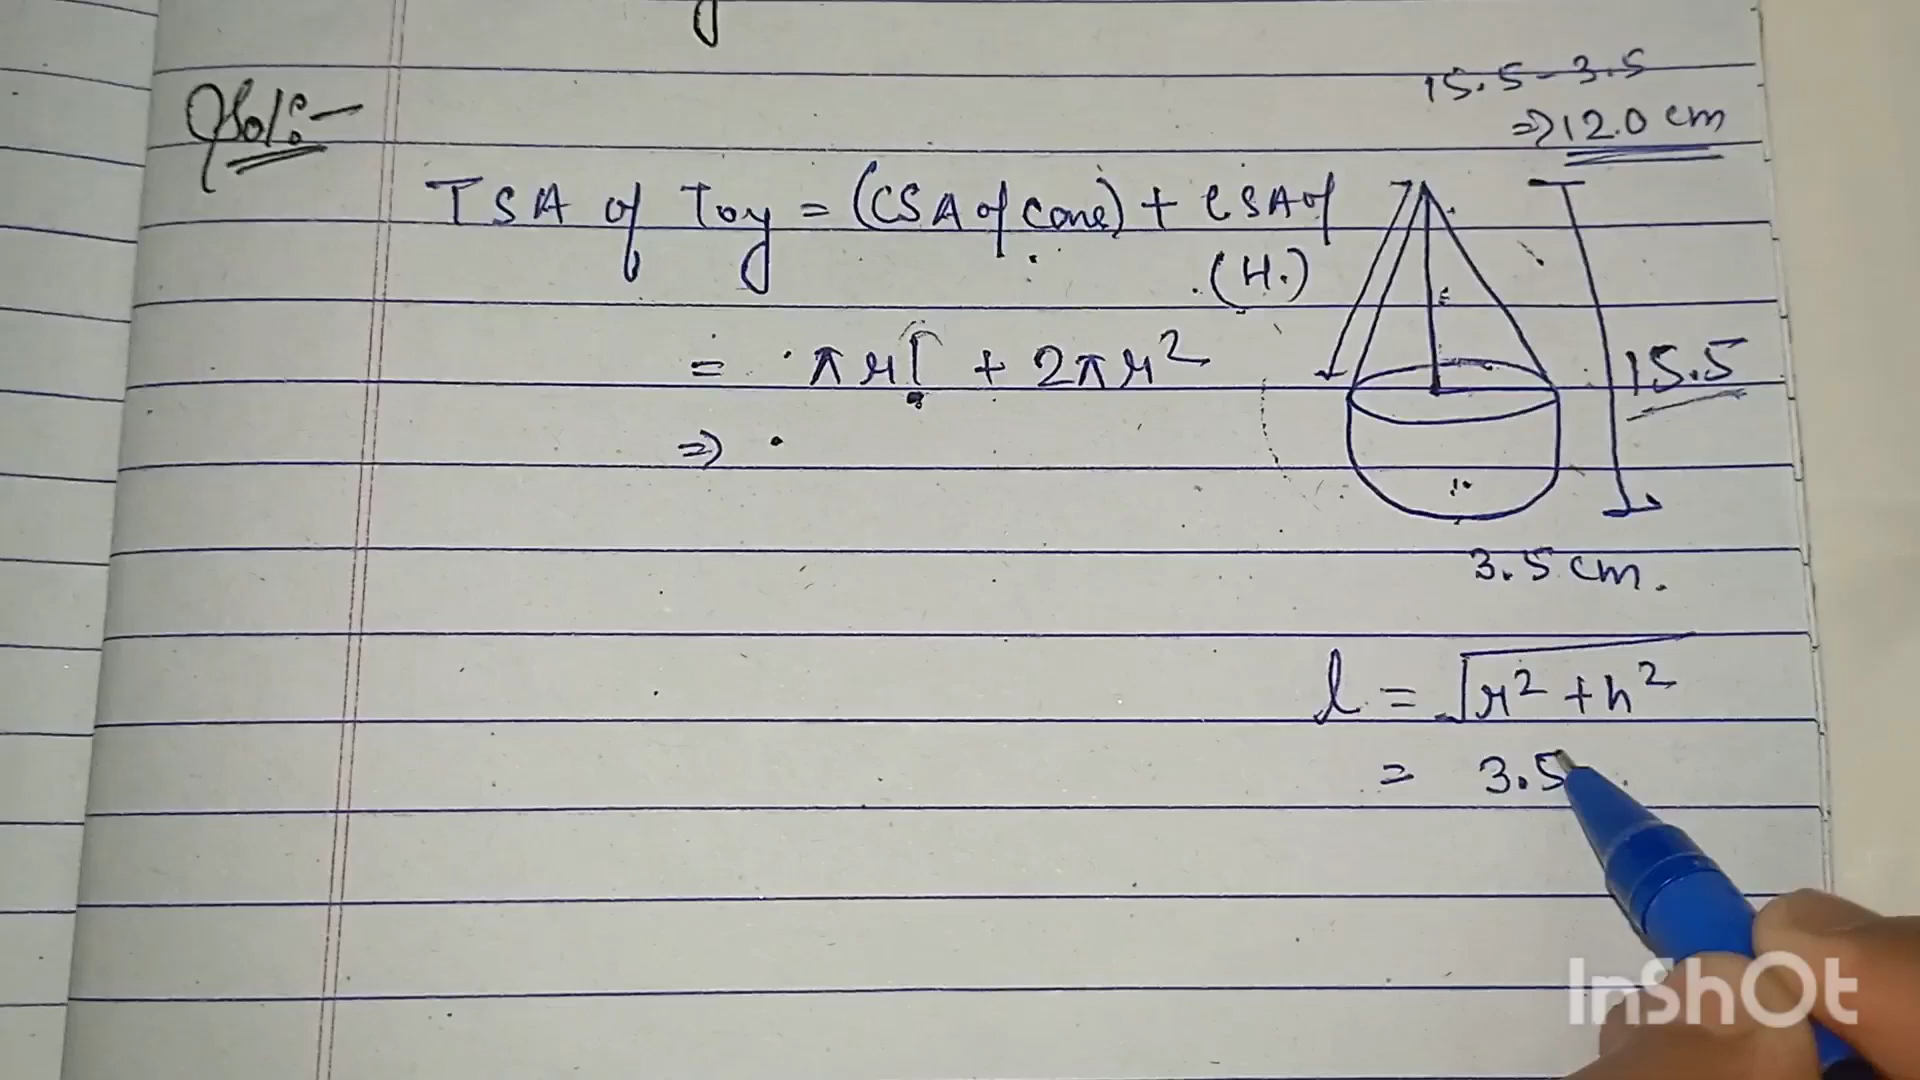 15.5-3.5
⇒12.0 cm
Sol:-
TSA of Toy = (CSA of cone) + CSA of
(H.)
= πrl + 2πr²
⇒
15.5
3.5 cm.
l = √r² + h²
= 3.5
InShOt